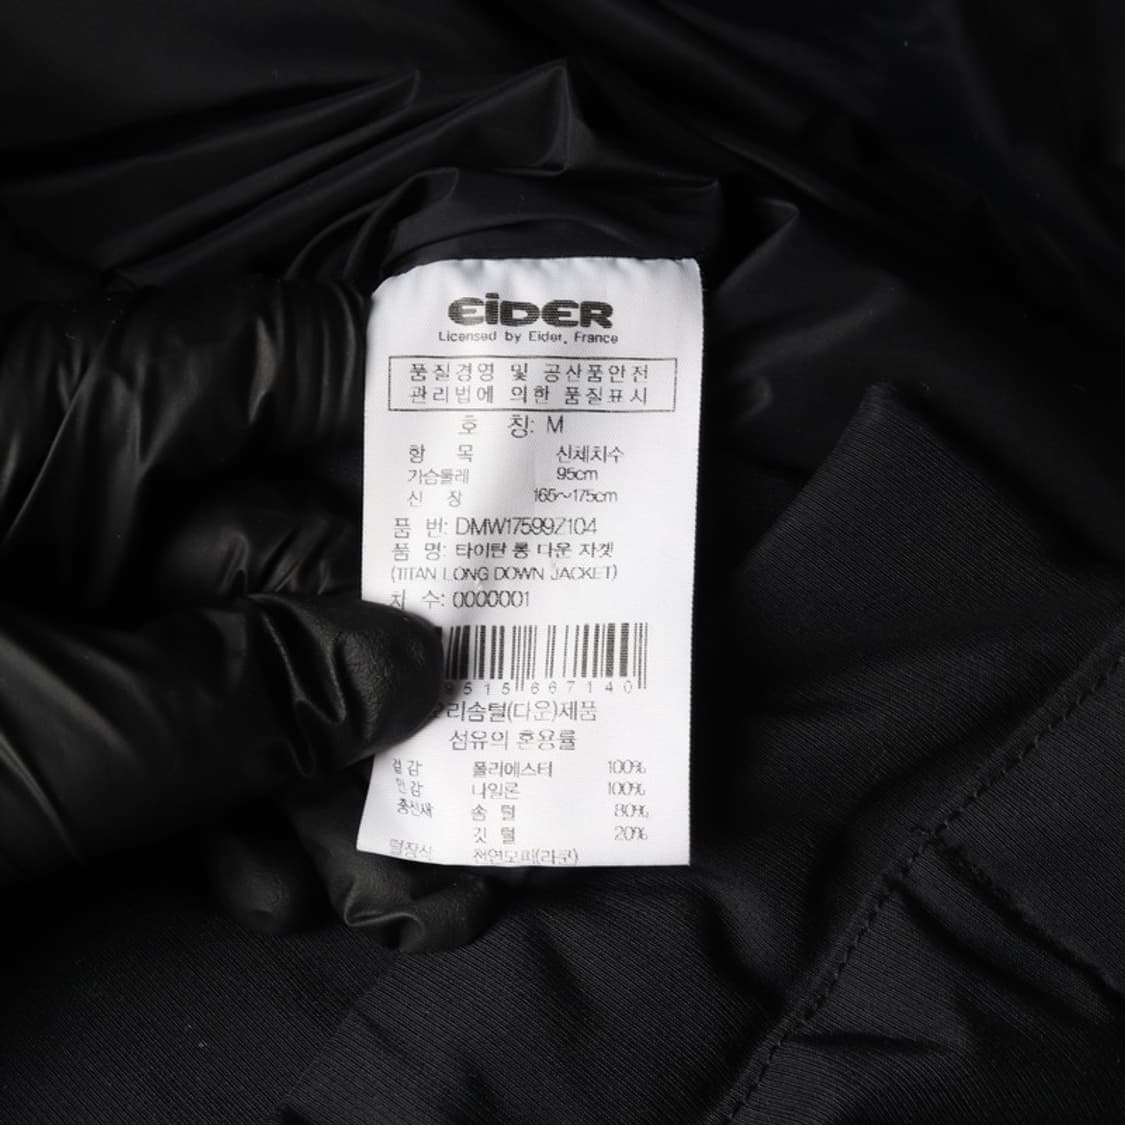 EIDER
Licensed by Eider, France
품질경영 및 공산품안전
관리법에 의한 품질표시
호 칭: M
항 목 신체치수
가슴둘레 95cm
신 장 165~175cm
품 번: DMW17599Z104
품 명: 타이탄 롱 다운 자켓
(TITAN LONG DOWN JACKET)
차 수: 0000001
9515667140
오리솜털(다운)제품
섬유의 혼용률
겉감 폴리에스터 100%
안감 나일론 100%
충전재 솜 털 80%
깃 털 20%
털장식 천연모피(라쿤)